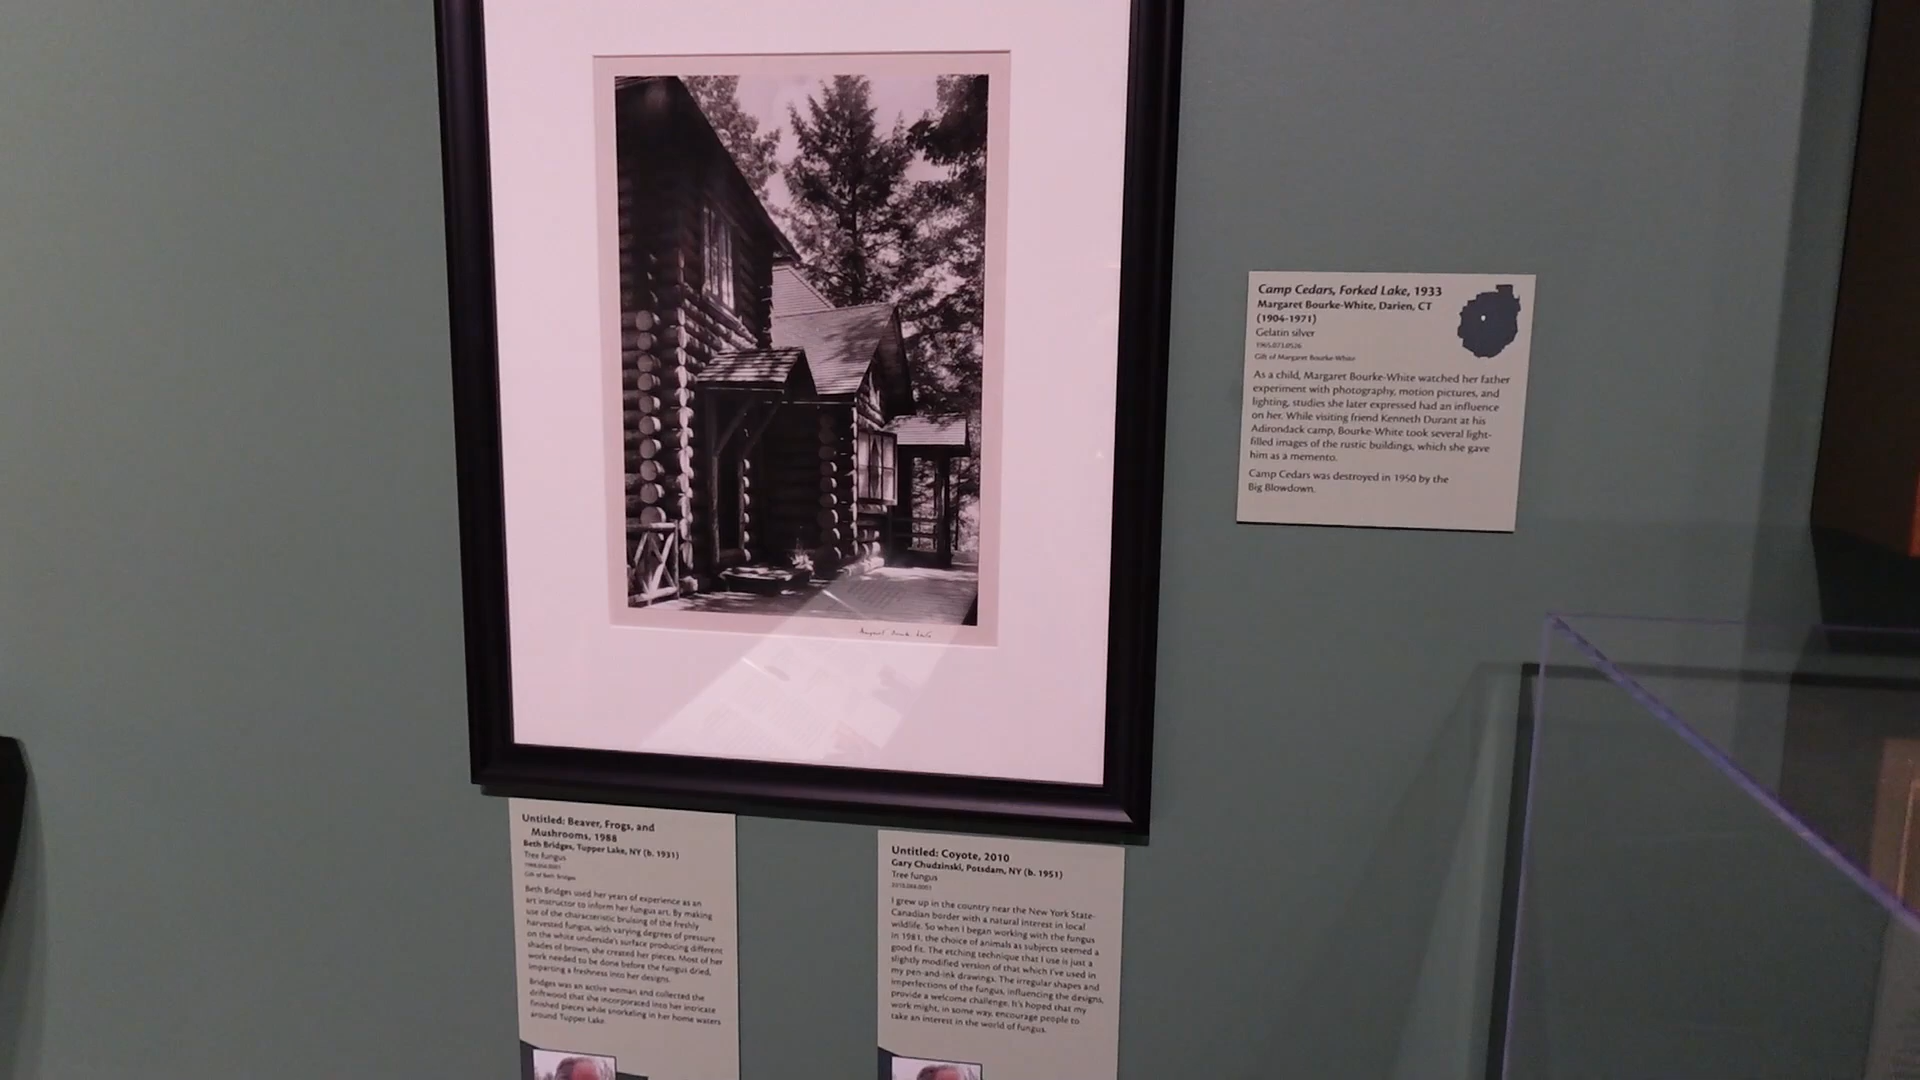 Camp Cedars, Forked Lake, 1933
Margaret Bourke-White, Darien, CT
(1904-1971)
Gelatin silver
1965.073.0526
Gift of Margaret Bourke-White
As a child, Margaret Bourke-White watched her father
experiment with photography, motion pictures, and
lighting, studies she later expressed had an influence
on her. While visiting friend Kenneth Durant at his
Adirondack camp, Bourke-White took several light-
filled images of the rustic buildings, which she gave
him as a memento.
Camp Cedars was destroyed in 1950 by the
Big Blowdown.
Untitled: Beaver, Frogs, and
Mushrooms, 1988
Beth Bridges, Tupper Lake, NY (b. 1931)
Tree fungus
Gift of Beth Bridges
Beth Bridges used her years of experience as an
art instructor to inform her fungus art. By making
use of the characteristic bruising of the freshly
harvested fungus, with varying degrees of pressure
on the white underside's surface producing different
shades of brown, she created her pieces. Most of her
work needed to be done before the fungus dried,
imparting a freshness into her designs.
Bridges was an active woman and collected the
driftwood that she incorporated into her intricate
finished pieces while snorkeling in her home waters
around Tupper Lake.
Untitled: Coyote, 2010
Gary Chudzinski, Potsdam, NY (b. 1951)
Tree fungus
I grew up in the country near the New York State-
Canadian border with a natural interest in local
wildlife. So when I began working with the fungus
in 1981, the choice of animals as subjects seemed a
good fit. The etching technique that I use is just a
slightly modified version of that which I've used in
my pen-and-ink drawings. The irregular shapes and
imperfections of the fungus, influencing the designs,
provide a welcome challenge. It's hoped that my
work might, in some way, encourage people to
take an interest in the world of fungus.